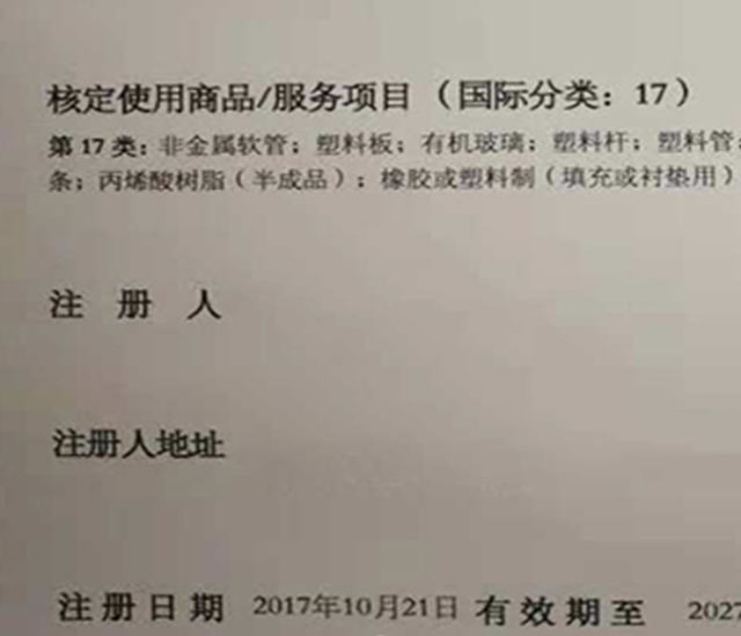 核定使用商品/服务项目（国际分类：17）
第 17 类：非金属软管；塑料板；有机玻璃；塑料杆；塑料管；
条；丙烯酸树脂（半成品）；橡胶或塑料制（填充或衬垫用）
注 册 人
注册人地址
注 册 日 期 2017年10月21日 有 效 期 至 2027